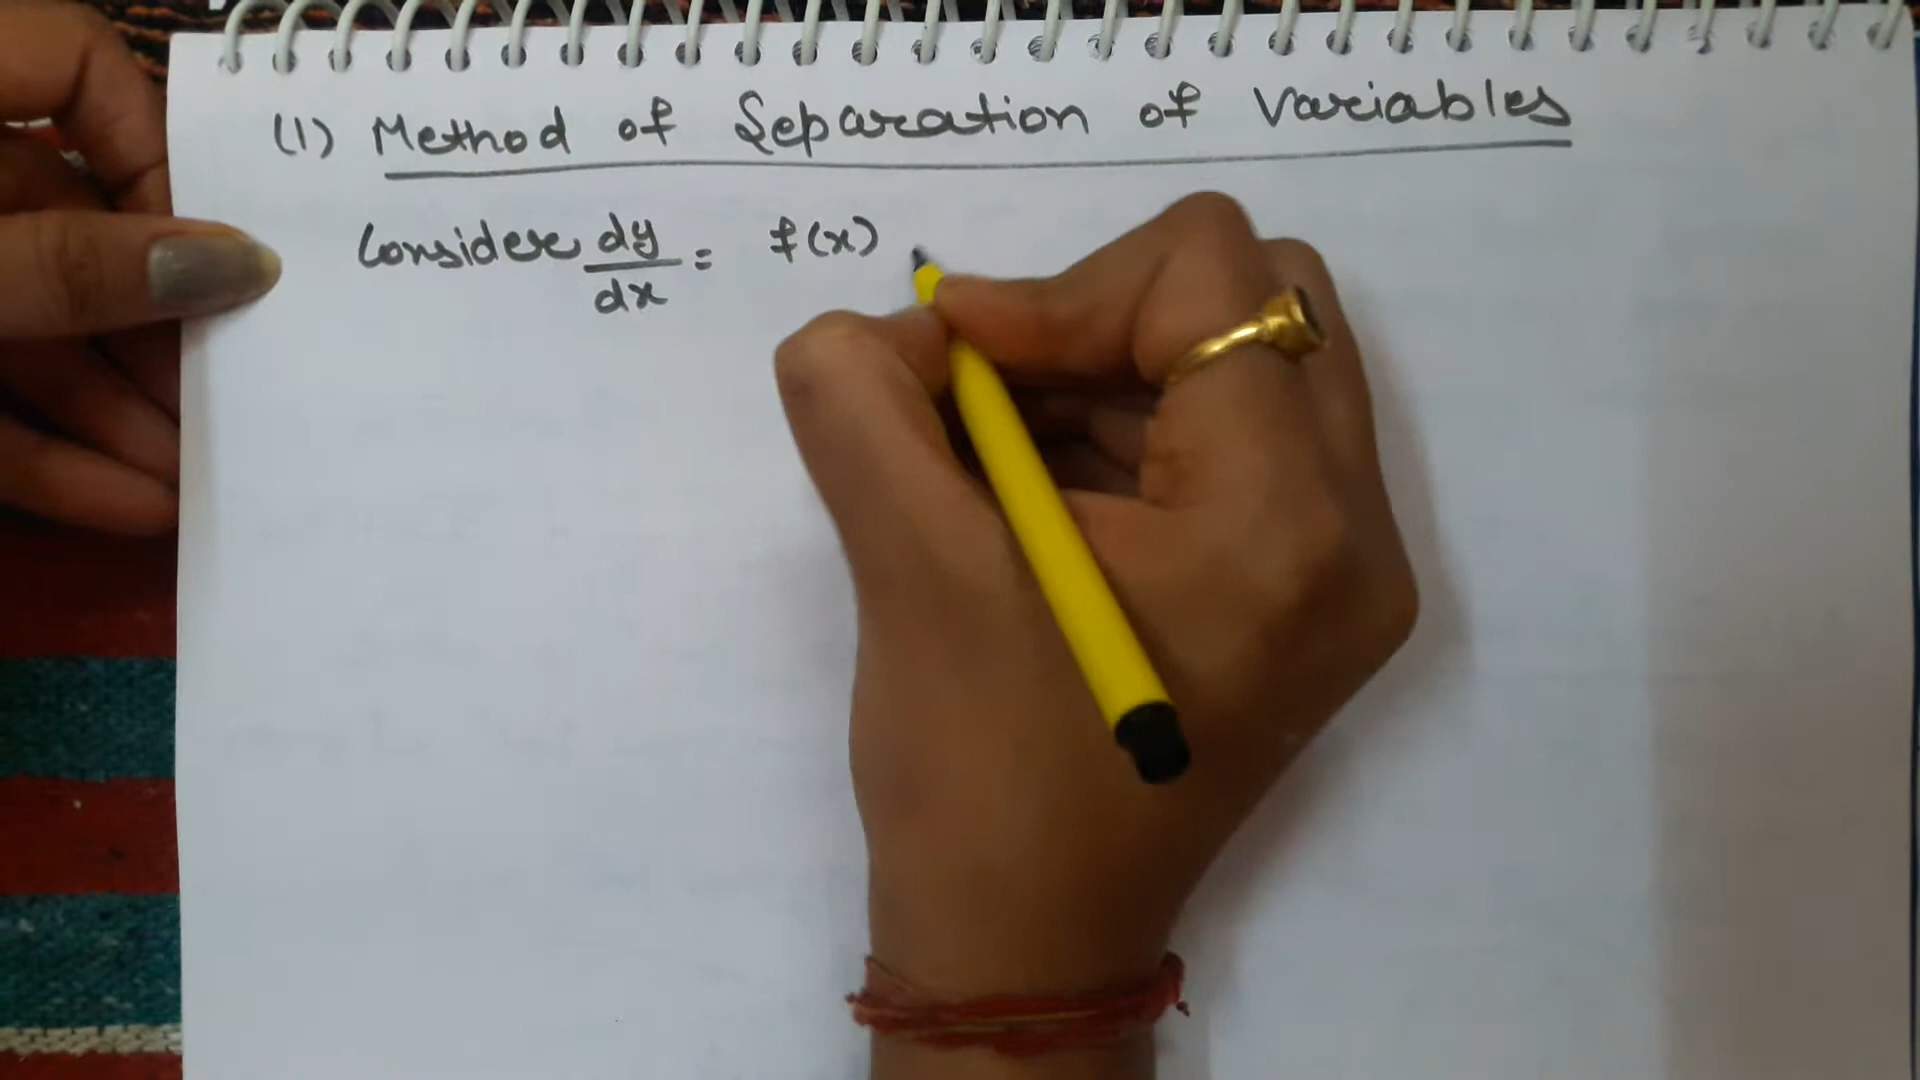 (1) Method of Separation of Variables
Consider dy/dx = f(x)